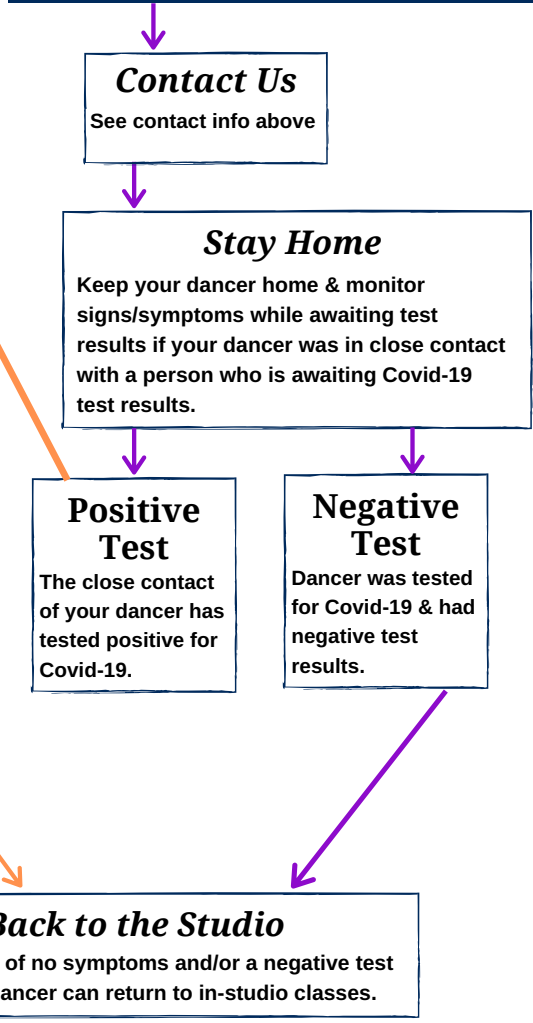 Contact Us
See contact info above
Stay Home
Keep your dancer home & monitor
signs/symptoms while awaiting test
results if your dancer was in close contact
with a person who is awaiting Covid-19
test results.
Positive
Test
The close contact
of your dancer has
tested positive for
Covid-19.
Negative
Test
Dancer was tested
for Covid-19 & had
negative test
results.
Back to the Studio
of no symptoms and/or a negative test
ancer can return to in-studio classes.